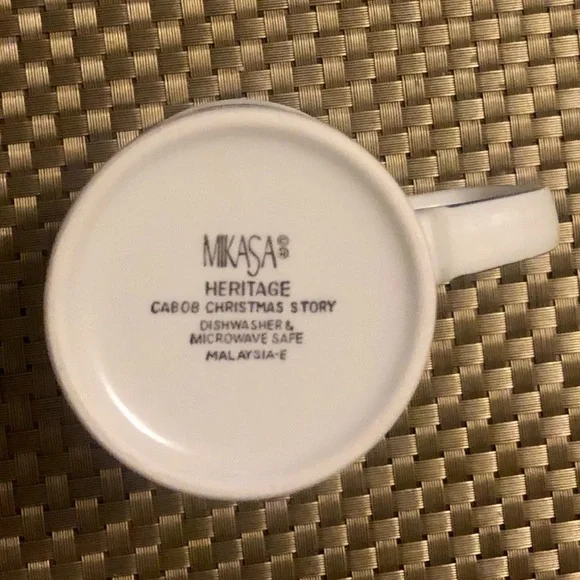 MIKASA®©
HERITAGE
CAB08 CHRISTMAS STORY
DISHWASHER &
MICROWAVE SAFE
MALAYSIA-E